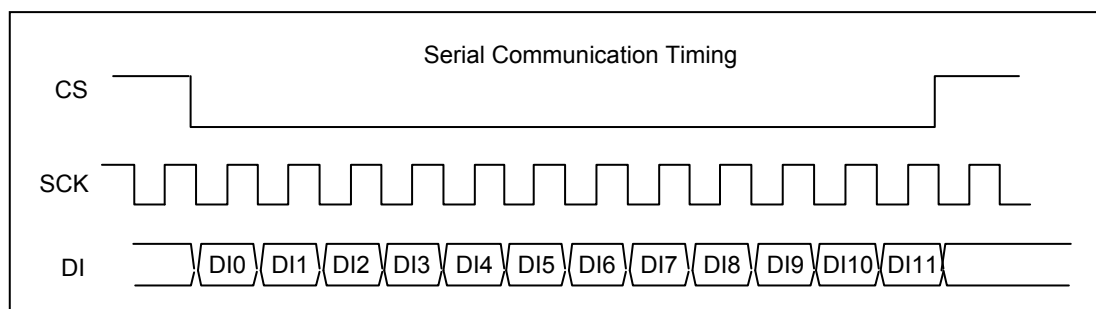 Serial Communication Timing
CS
SCK
DI DI0 DI1 DI2 DI3 DI4 DI5 DI6 DI7 DI8 DI9 DI10 DI11